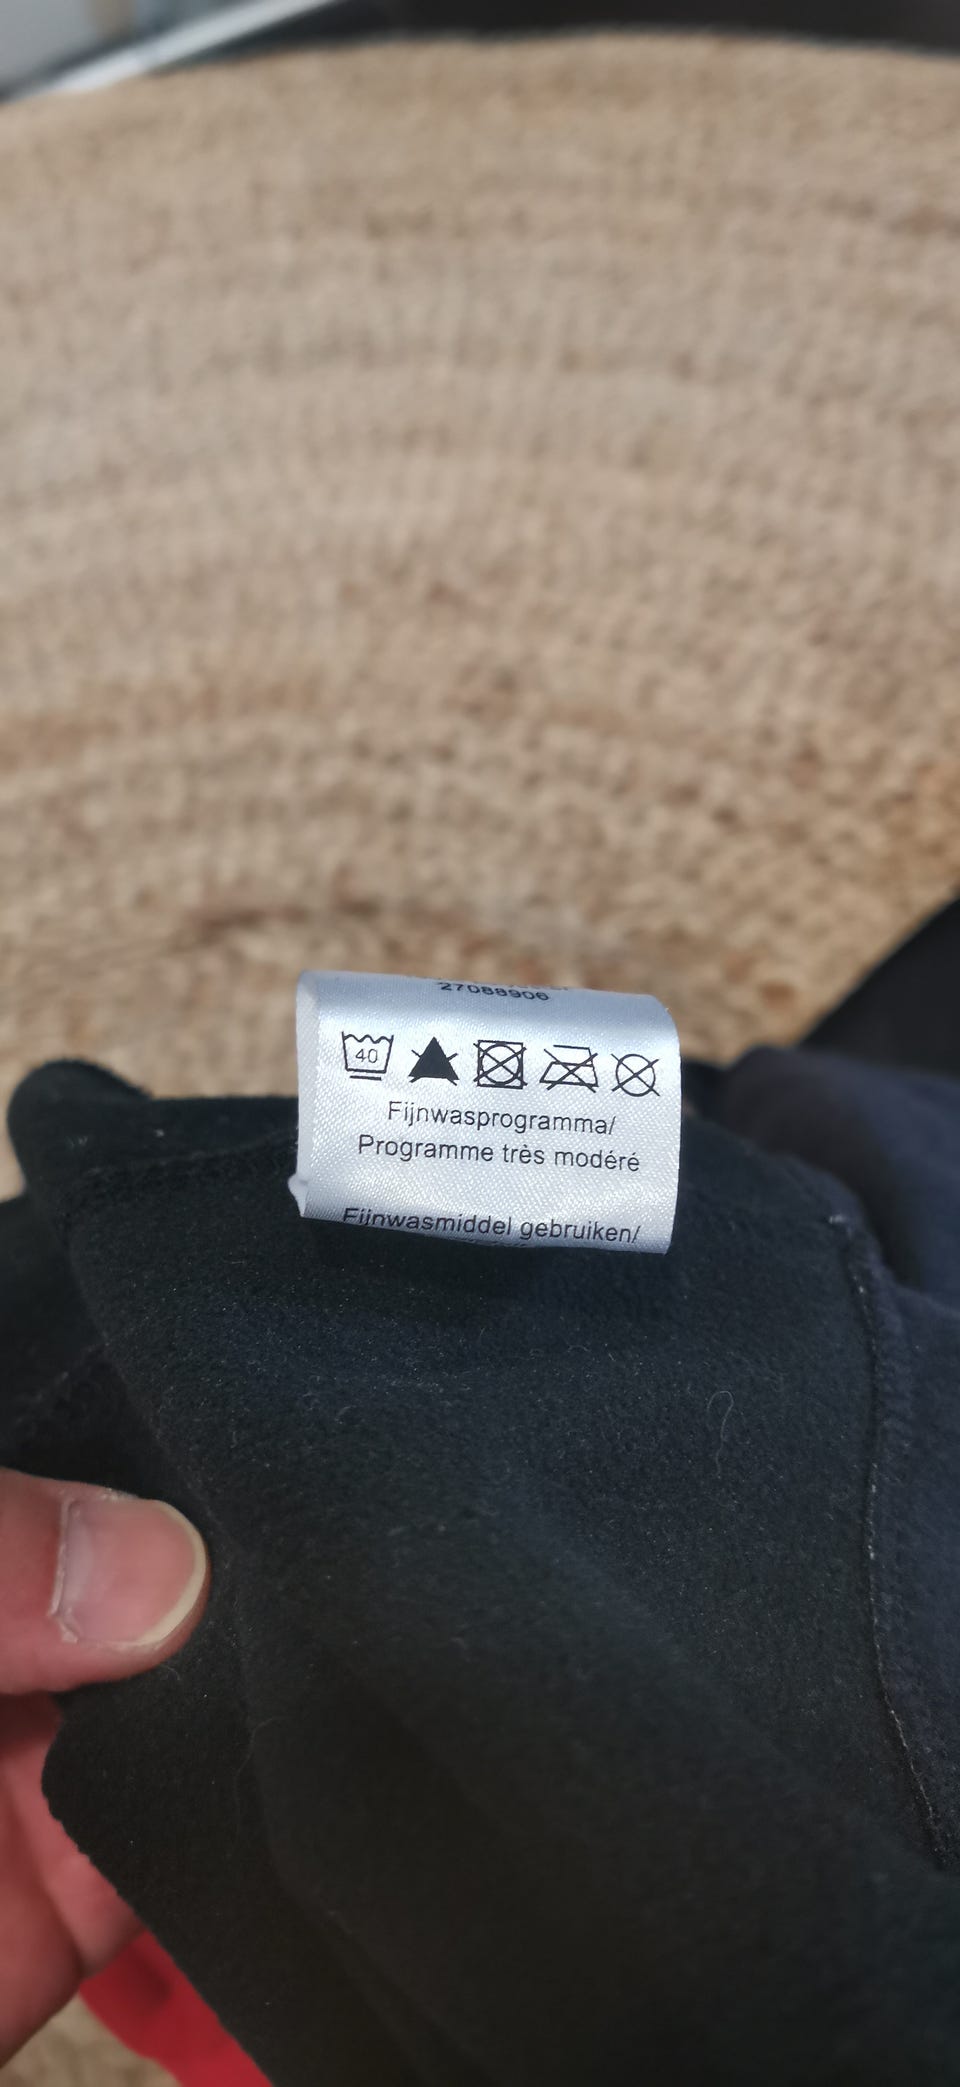 27088906
40
Fijnwasprogramma/
Programme très modéré
Fijnwasmiddel gebruiken/